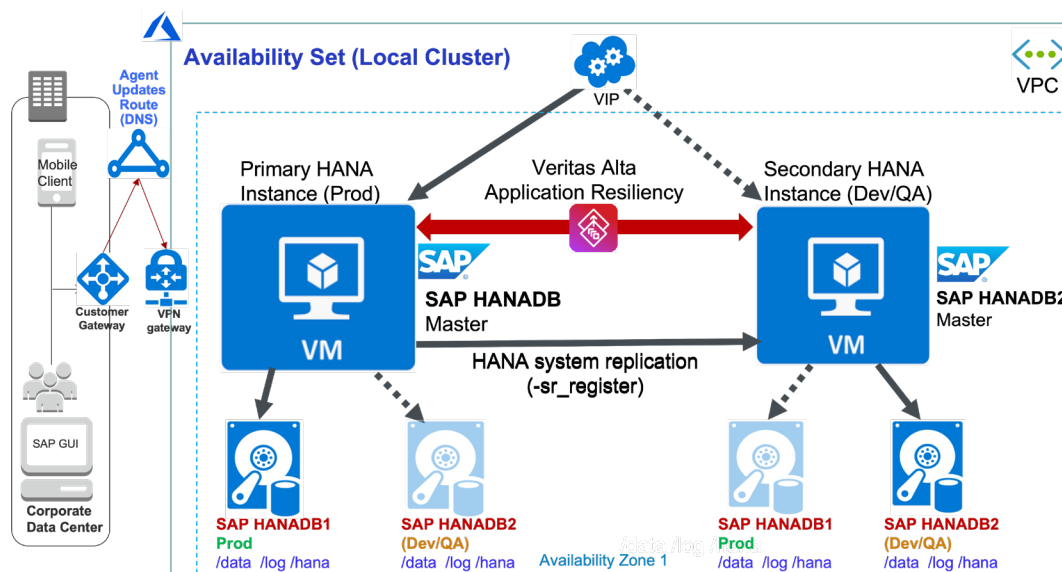 Availability Set (Local Cluster)
VIP
VPC
Agent
Updates
Route
(DNS)
Mobile
Client
Customer
Gateway
VPN
gateway
SAP GUI
Corporate
Data Center
Primary HANA
Instance (Prod)
Veritas Alta
Application Resiliency
Secondary HANA
Instance (Dev/QA)
VM
SAP
SAP HANADB
Master
VM
SAP
SAP HANADB2
Master
HANA system replication
(-sr_register)
SAP HANADB1
Prod
/data /log /hana
SAP HANADB2
(Dev/QA)
/data /log /hana
Availability Zone 1
SAP HANADB1
Prod
/data /log /hana
SAP HANADB2
(Dev/QA)
/data /log /hana